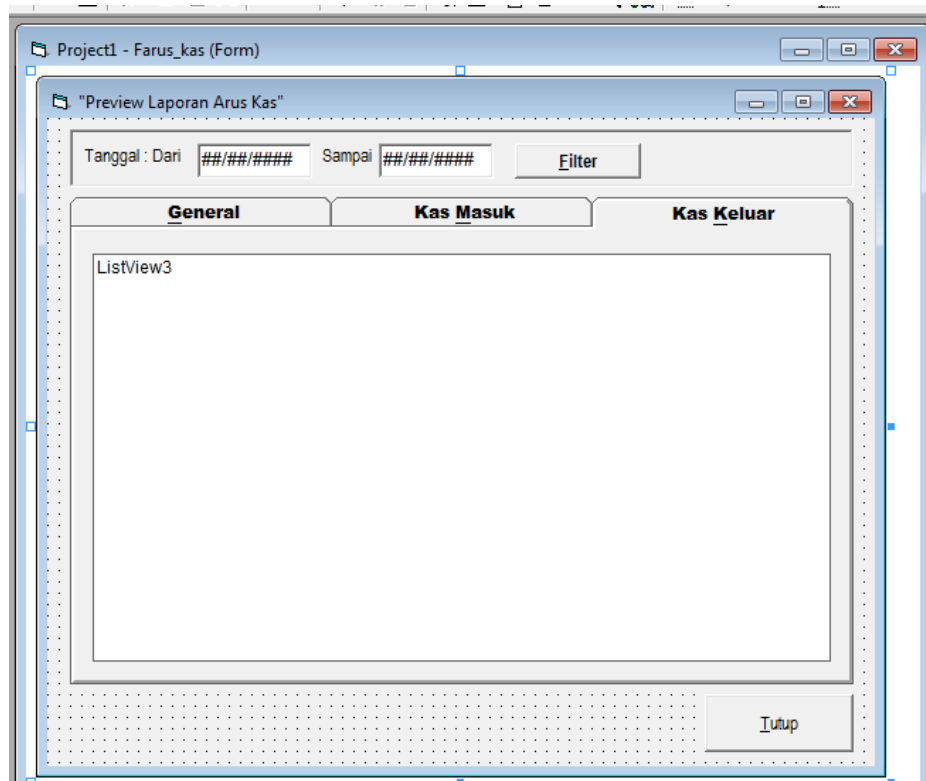 Project1 - Farus_kas (Form)
"Preview Laporan Arus Kas"
Tanggal : Dari ##/##/#### Sampai ##/##/#### Filter
General Kas Masuk Kas Keluar
ListView3
Tutup